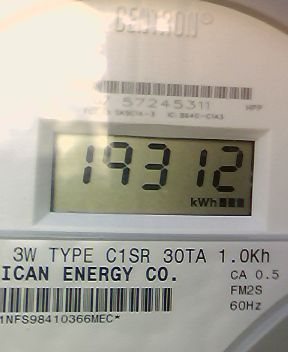 CENTRON®
57245311 HPP
19312
kWh
3W TYPE C1SR 30TA 1.0Kh
ICAN ENERGY CO. CA 0.5
FM2S
60Hz
1NFS98410366MEC*